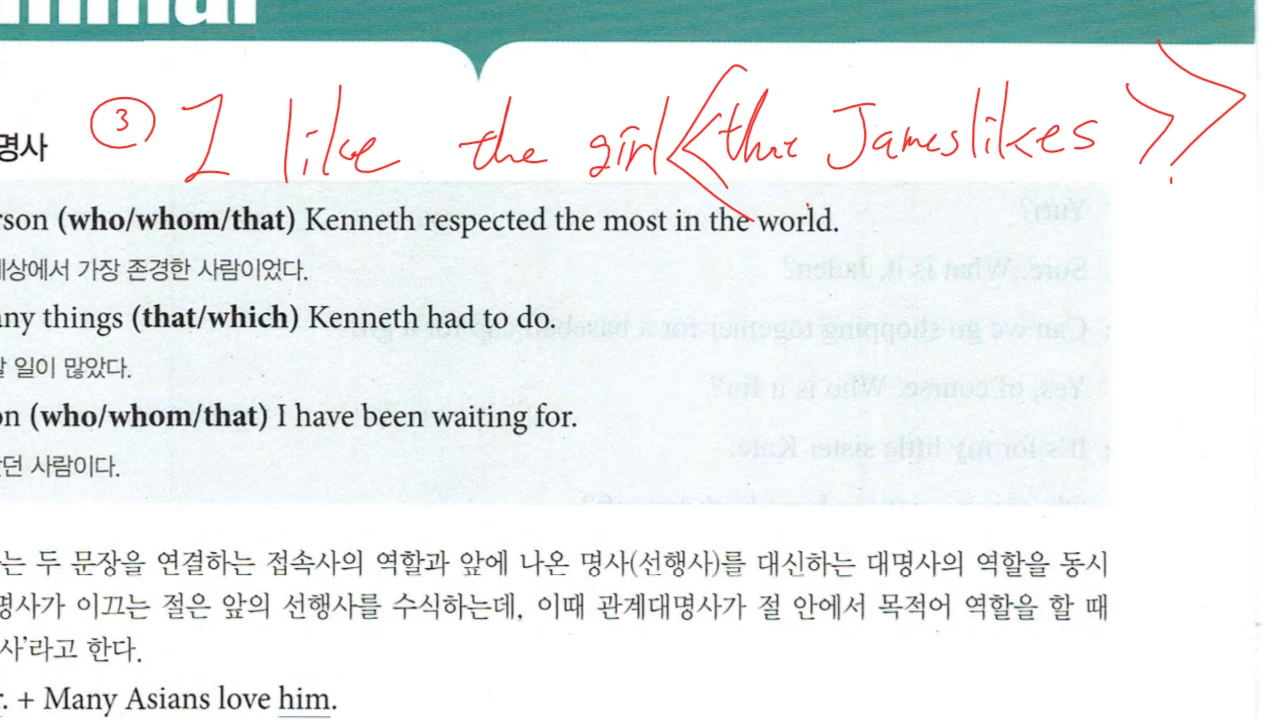 ③ I like the girl <that James likes >>.
명사
rson (who/whom/that) Kenneth respected the most in the world.
세상에서 가장 존경한 사람이었다.
any things (that/which) Kenneth had to do.
할 일이 많았다.
on (who/whom/that) I have been waiting for.
던 사람이다.
는 두 문장을 연결하는 접속사의 역할과 앞에 나온 명사(선행사)를 대신하는 대명사의 역할을 동시
명사가 이끄는 절은 앞의 선행사를 수식하는데, 이때 관계대명사가 절 안에서 목적어 역할을 할 때
사'라고 한다.
r. + Many Asians love him.